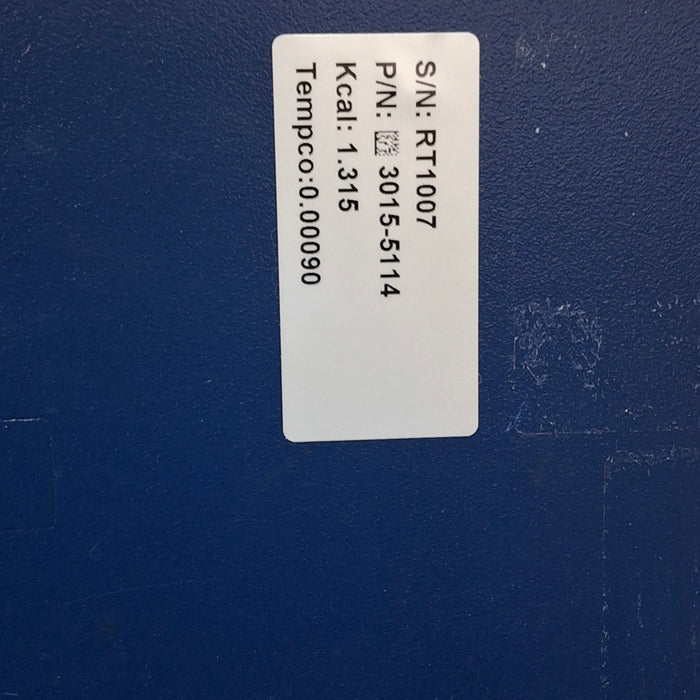 S/N: RT1007
P/N: 3015-5114
Kcal: 1.315
Tempco:0.00090